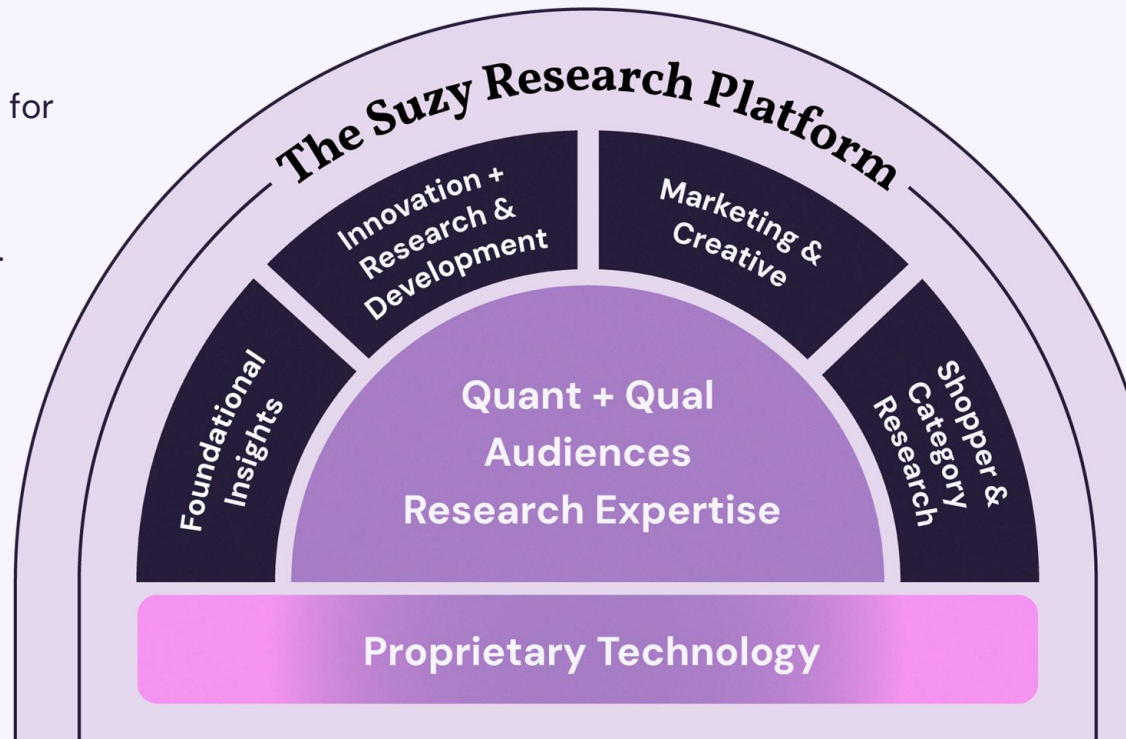 for
.
The Suzy Research Platform
Foundational
Insights
Innovation +
Research &
Development
Marketing &
Creative
Shopper &
Category
Research
Quant + Qual
Audiences
Research Expertise
Proprietary Technology